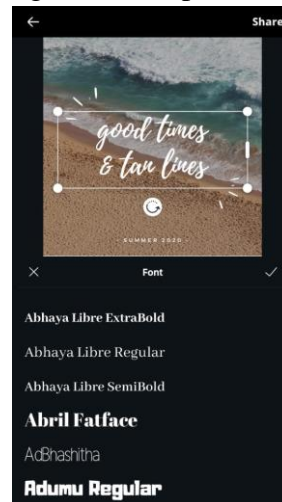 Share
good times
& tan lines
- SUMMER 2020 -
Font
Abhaya Libre ExtraBold
Abhaya Libre Regular
Abhaya Libre SemiBold
Abril Fatface
AdBhashitha
Adumu Regular